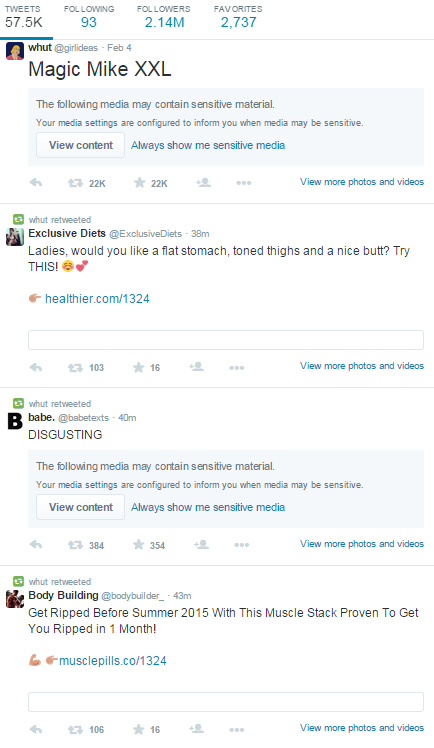 TWEETS FOLLOWING FOLLOWERS FAVORITES
57.5K 93 2.14M 2,737
whut @girlideas · Feb 4
Magic Mike XXL
The following media may contain sensitive material.
Your media settings are configured to inform you when media may be sensitive.
View content Always show me sensitive media
22K 22K View more photos and videos
whut retweeted
Exclusive Diets @ExclusiveDiets · 38m
Ladies, would you like a flat stomach, toned thighs and a nice butt? Try
THIS! ☺️💕
👉 healthier.com/1324
103 16 View more photos and videos
whut retweeted
B babe. @babetexts · 40m
DISGUSTING
The following media may contain sensitive material.
Your media settings are configured to inform you when media may be sensitive.
View content Always show me sensitive media
384 354 View more photos and videos
whut retweeted
Body Building @bodybuilder_ · 43m
Get Ripped Before Summer 2015 With This Muscle Stack Proven To Get
You Ripped in 1 Month!
💪 👉musclepills.co/1324
106 16 View more photos and videos